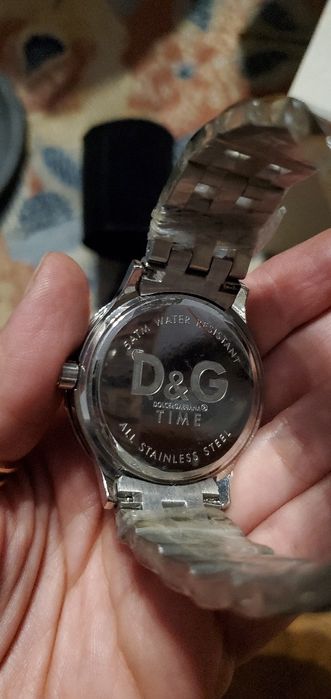 5ATM WATER RESISTANT
D&G
DOLCE&GABBANA®
TIME
ALL STAINLESS STEEL